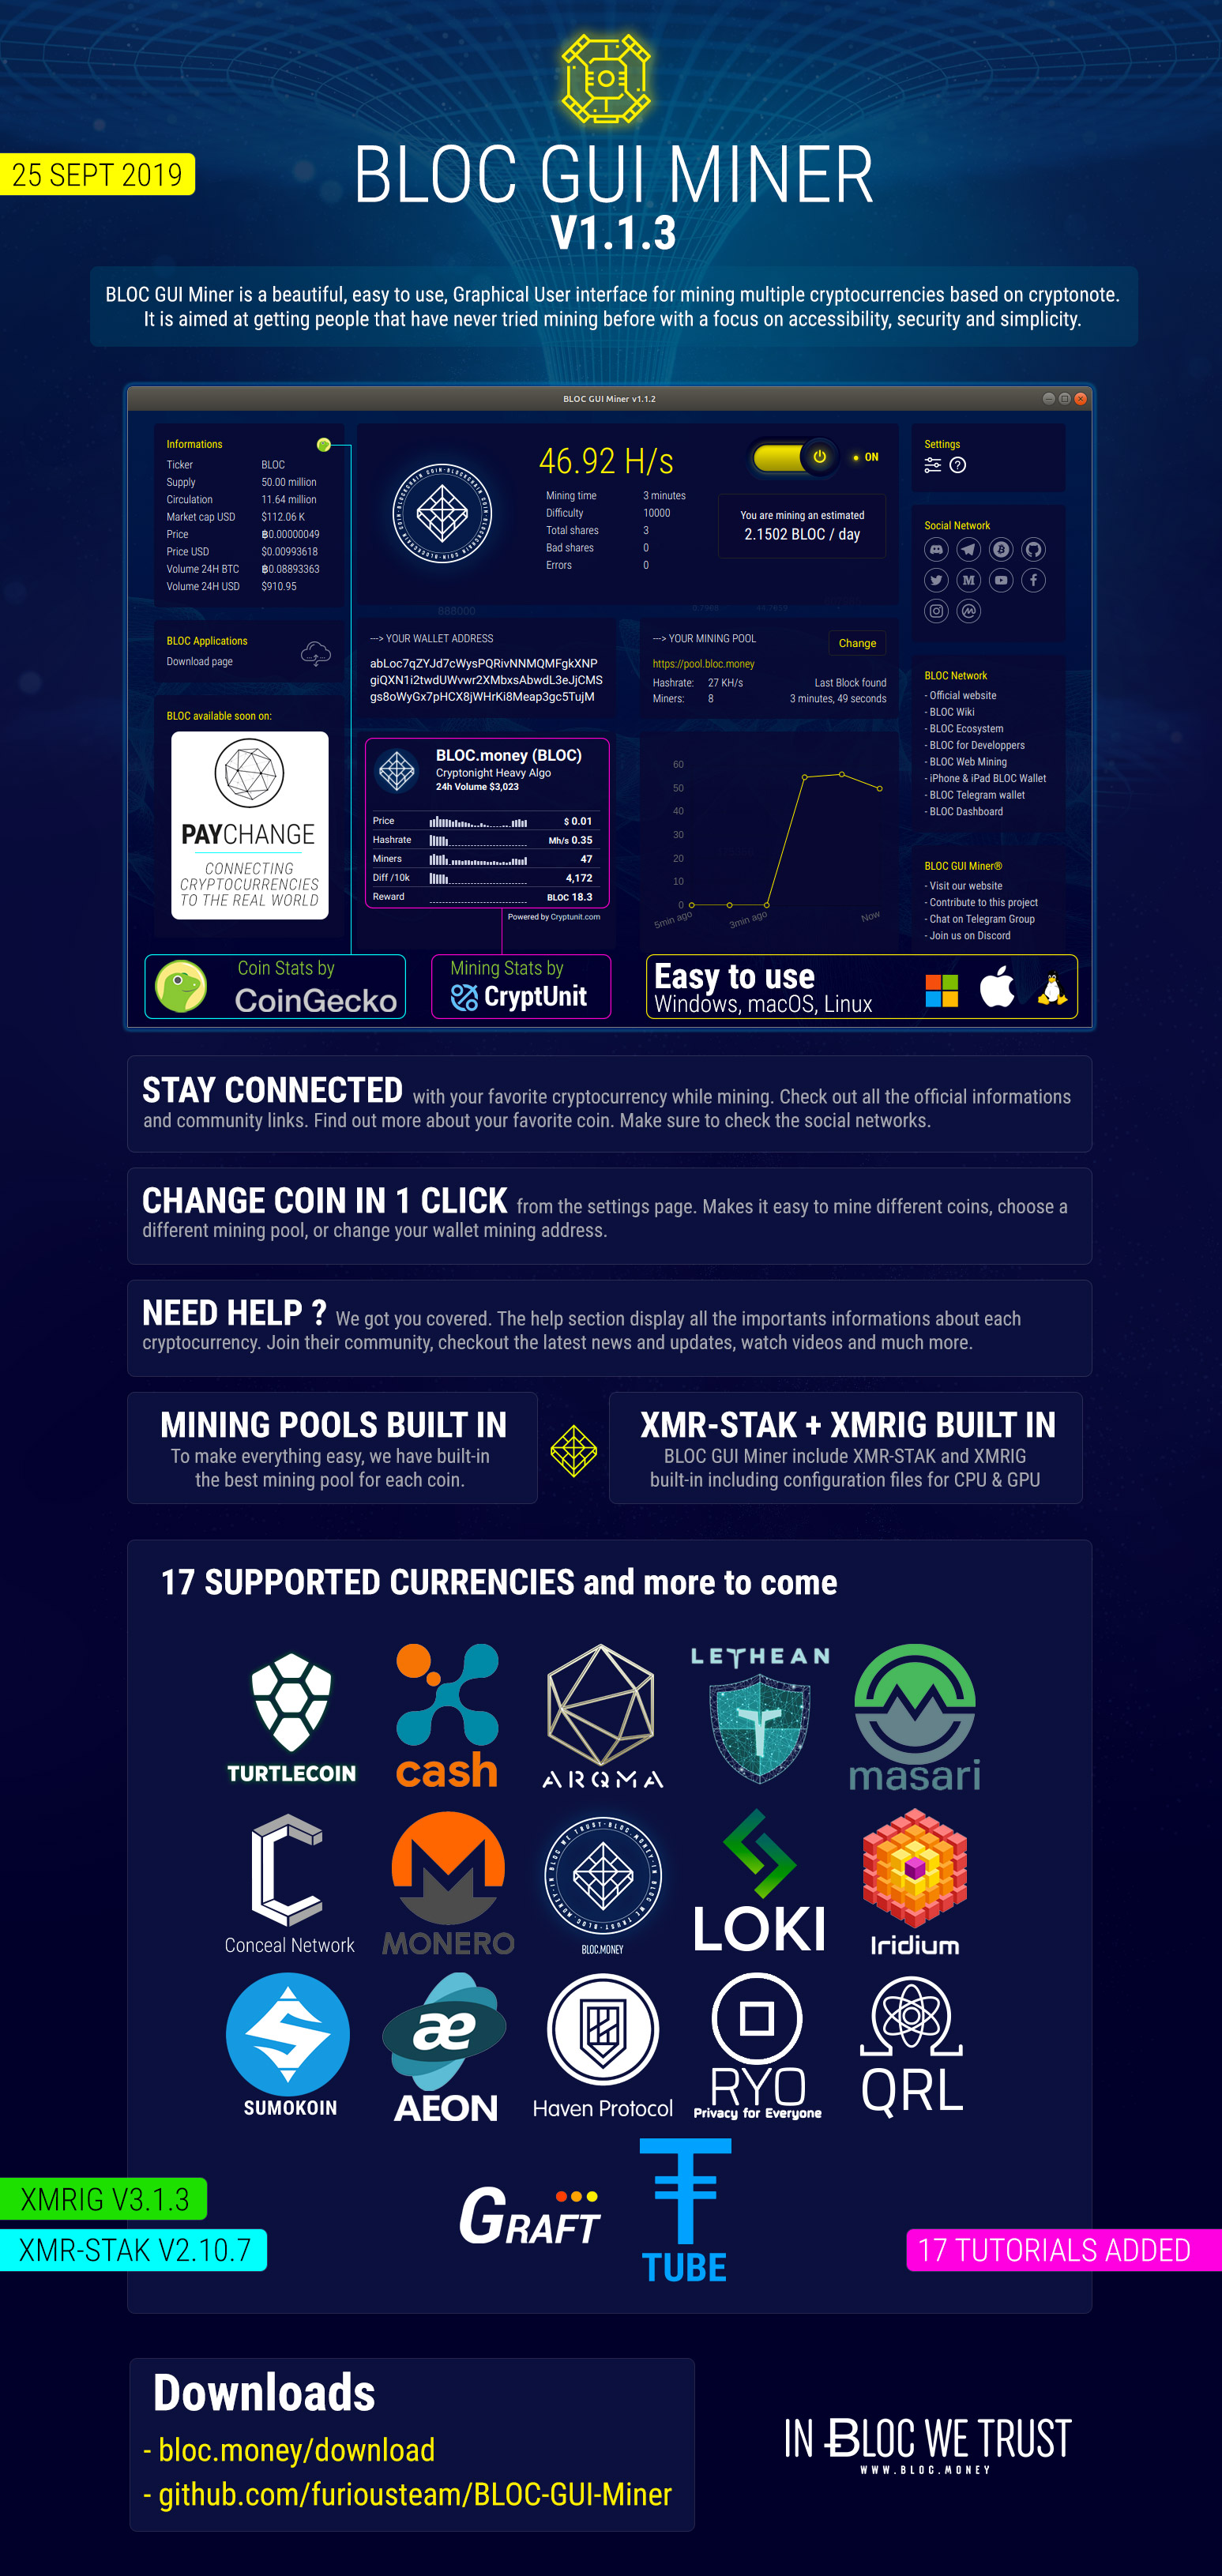 25 SEPT 2019
BLOC GUI MINER
V1.1.3
BLOC GUI Miner is a beautiful, easy to use, Graphical User interface for mining multiple cryptocurrencies based on cryptonote.
It is aimed at getting people that have never tried mining before with a focus on accessibility, security and simplicity.
BLOC GUI Miner v1.1.2
Informations
Ticker BLOC
Supply 50.00 million
Circulation 11.64 million
Market cap USD $112.06 K
Price ฿0.00000049
Price USD $0.00993618
Volume 24H BTC ฿0.08893363
Volume 24H USD $910.95
BLOC Applications
Download page
BLOC available soon on:
PAYCHANGE
CONNECTING
CRYPTOCURRENCIES
TO THE REAL WORLD
46.92 H/s
Mining time 3 minutes
Difficulty 10000
Total shares 3
Bad shares 0
Errors 0
ON
You are mining an estimated
2.1502 BLOC / day
888000
---> YOUR WALLET ADDRESS
abLoc7qZYJd7cWysPQRivNNMQMFgkXNP
giQXN1i2twdUWvwr2XMbxsAbwdL3eJjCMS
gs8oWyGx7pHCX8jWHrKi8Meap3gc5TujM
---> YOUR MINING POOL
Change
https://pool.bloc.money
Hashrate: 27 KH/s Last Block found
Miners: 8 3 minutes, 49 seconds
BLOC.money (BLOC)
Cryptonight Heavy Algo
24h Volume $3,023
Price $ 0.01
Hashrate Mh/s 0.35
Miners 47
Diff /10k 4,172
Reward BLOC 18.3
Powered by Cryptunit.com
60
50
40
30
20
10
0
5min ago
3min ago
Now
Settings
Social Network
BLOC Network
- Official website
- BLOC Wiki
- BLOC Ecosystem
- BLOC for Developpers
- BLOC Web Mining
- iPhone & iPad BLOC Wallet
- BLOC Telegram wallet
- BLOC Dashboard
BLOC GUI Miner®
- Visit our website
- Contribute to this project
- Chat on Telegram Group
- Join us on Discord
Coin Stats by
CoinGecko
Mining Stats by
CryptUnit
Easy to use
Windows, macOS, Linux
STAY CONNECTED with your favorite cryptocurrency while mining. Check out all the official informations
and community links. Find out more about your favorite coin. Make sure to check the social networks.
CHANGE COIN IN 1 CLICK from the settings page. Makes it easy to mine different coins, choose a
different mining pool, or change your wallet mining address.
NEED HELP ? We got you covered. The help section display all the importants informations about each
cryptocurrency. Join their community, checkout the latest news and updates, watch videos and much more.
MINING POOLS BUILT IN
To make everything easy, we have built-in
the best mining pool for each coin.
XMR-STAK + XMRIG BUILT IN
BLOC GUI Miner include XMR-STAK and XMRIG
built-in including configuration files for CPU & GPU
17 SUPPORTED CURRENCIES and more to come
TURTLECOIN
cash
ARQMA
LETHEAN
masari
Conceal Network
MONERO
BLOC.MONEY
LOKI
Iridium
SUMOKOIN
æ
AEON
Haven Protocol
RYO
Privacy for Everyone
QRL
GRAFT
TUBE
XMRIG V3.1.3
XMR-STAK V2.10.7
17 TUTORIALS ADDED
Downloads
- bloc.money/download
- github.com/furiousteam/BLOC-GUI-Miner
IN BLOC WE TRUST
WWW.BLOC.MONEY